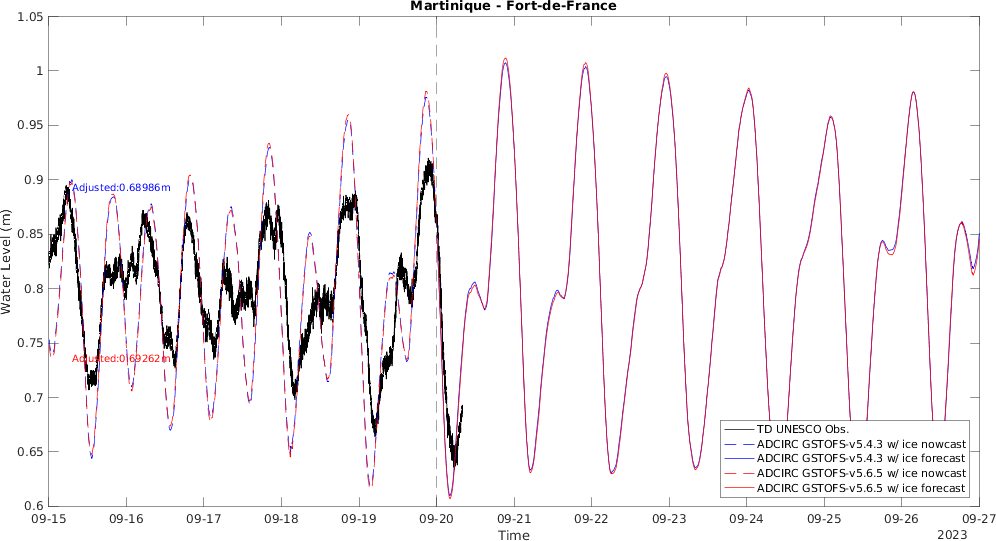 Martinique - Fort-de-France
1.05
1
0.95
0.9
0.85
0.8
0.75
0.7
0.65
0.6
Water Level (m)
Adjusted:0.68986m
Adjusted:0.69262m
TD UNESCO Obs.
ADCIRC GSTOFS-v5.4.3 w/ ice nowcast
ADCIRC GSTOFS-v5.4.3 w/ ice forecast
ADCIRC GSTOFS-v5.6.5 w/ ice nowcast
ADCIRC GSTOFS-v5.6.5 w/ ice forecast
09-15 09-16 09-17 09-18 09-19 09-20 09-21 09-22 09-23 09-24 09-25 09-26 09-27
Time
2023